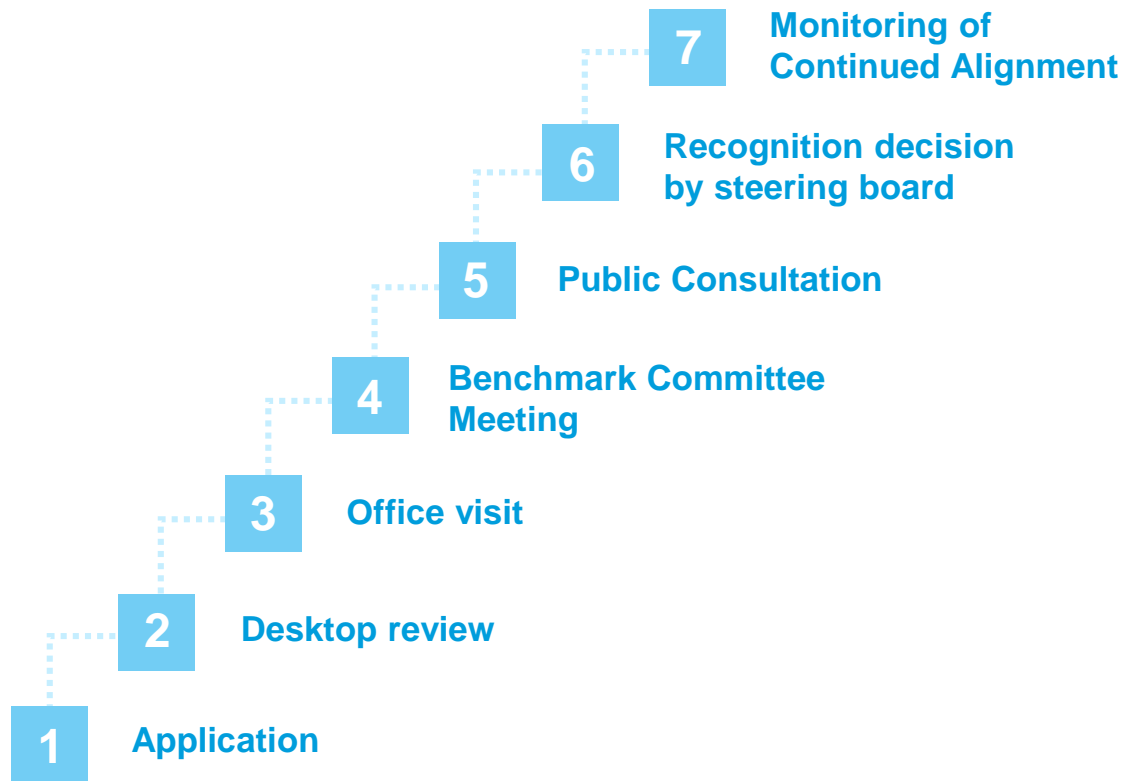 7
Monitoring of
Continued Alignment
6
Recognition decision
by steering board
5
Public Consultation
4
Benchmark Committee
Meeting
3
Office visit
2
Desktop review
1
Application